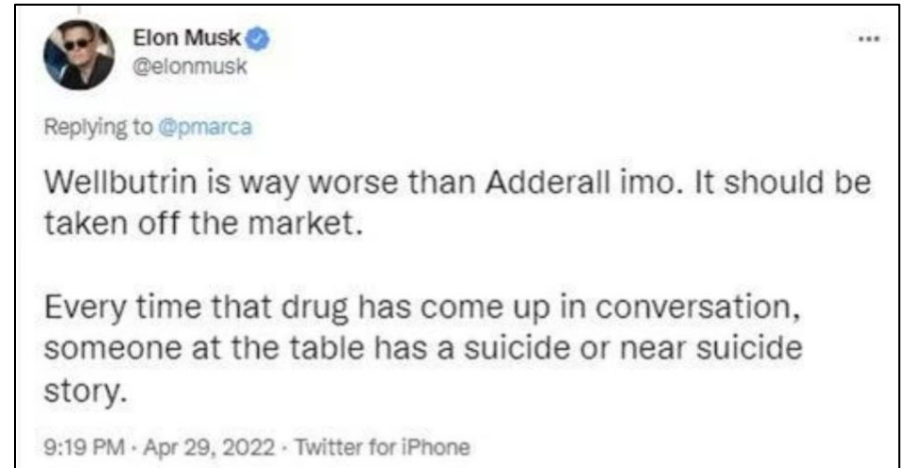 Elon Musk
@elonmusk
Replying to @pmarca
Wellbutrin is way worse than Adderall imo. It should be
taken off the market.
Every time that drug has come up in conversation,
someone at the table has a suicide or near suicide
story.
9:19 PM · Apr 29, 2022 · Twitter for iPhone